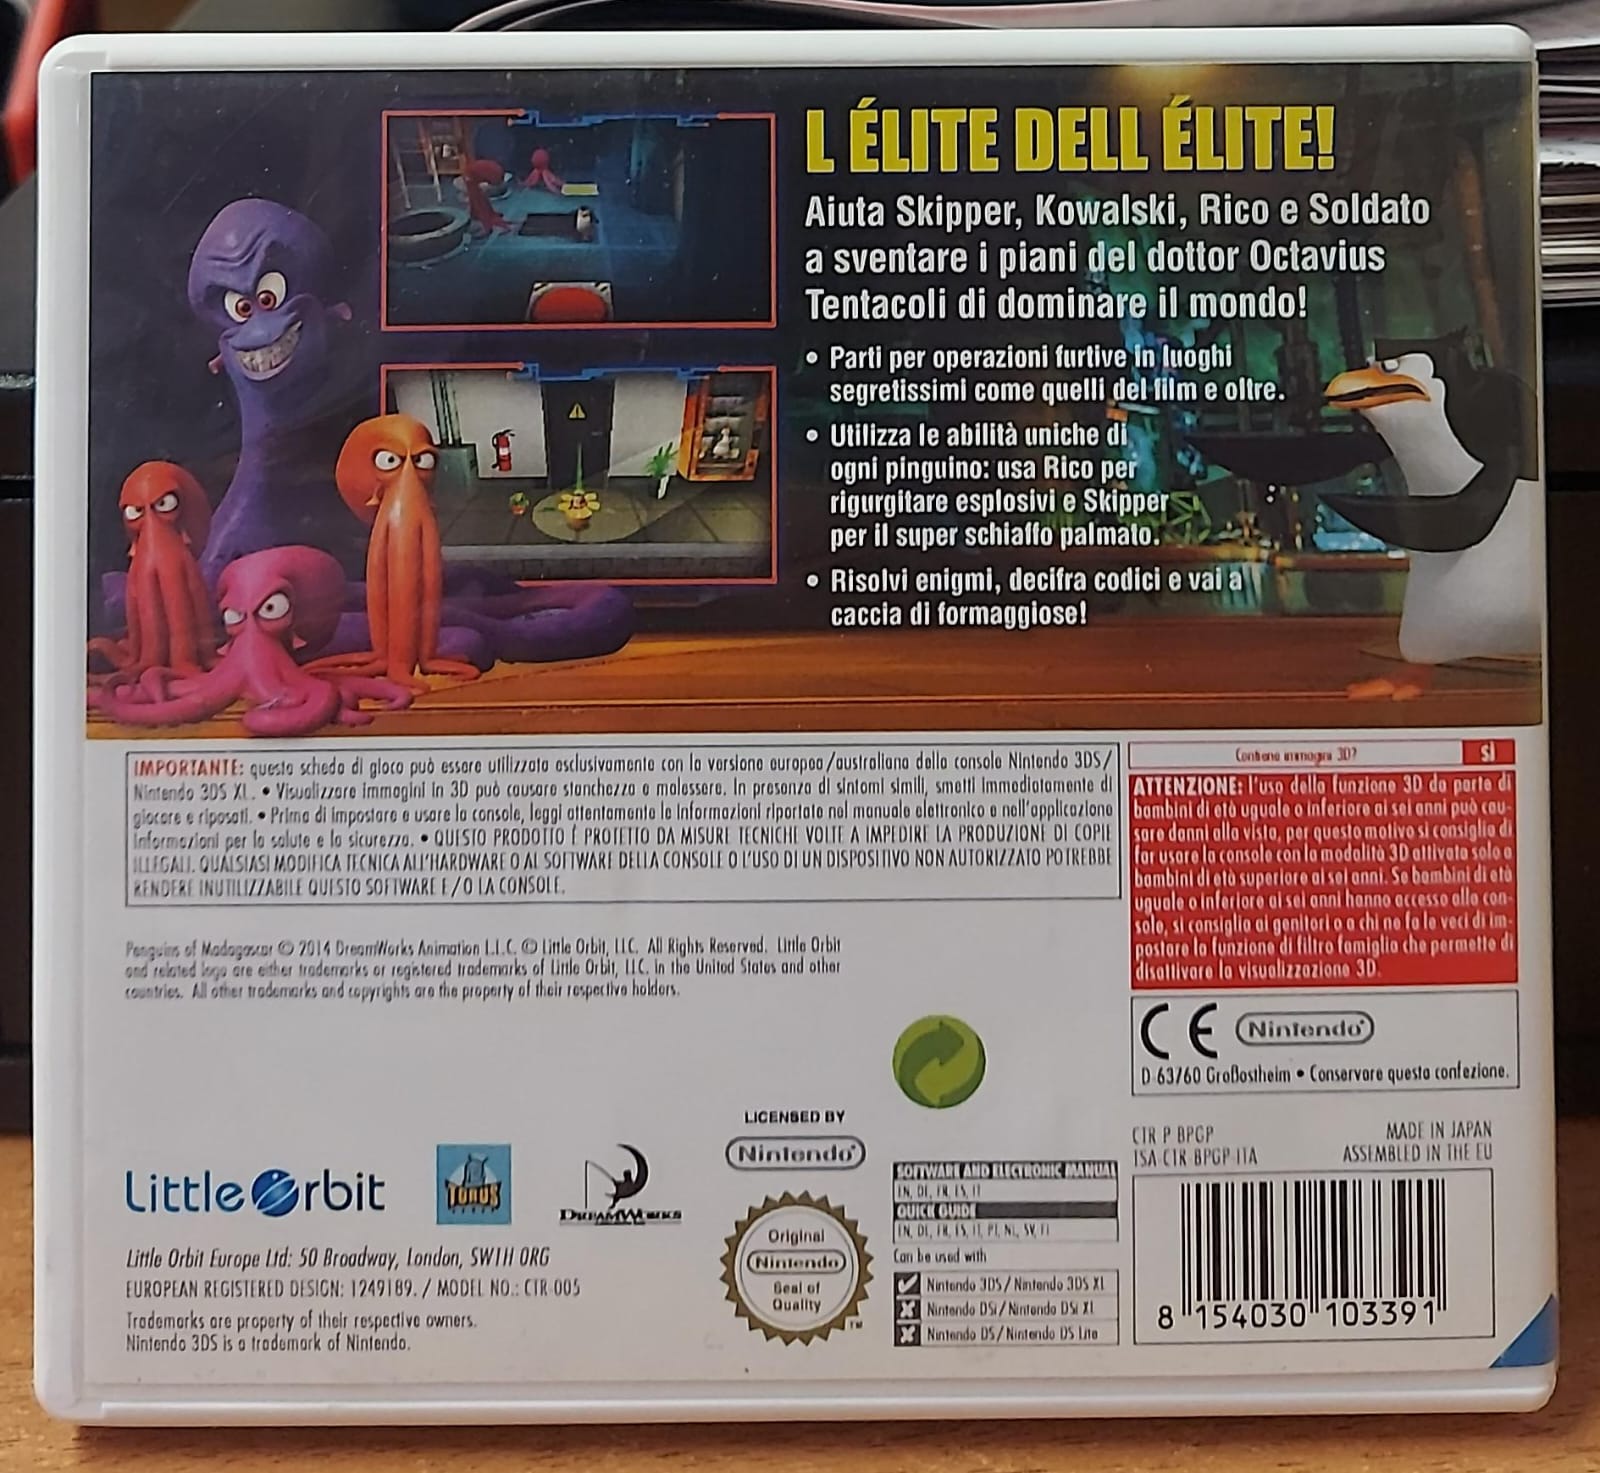 L ÉLITE DELL ÉLITE!
Aiuta Skipper, Kowalski, Rico e Soldato
a sventare i piani del dottor Octavius
Tentacoli di dominare il mondo!
• Parti per operazioni furtive in luoghi
segretissimi come quelli del film e oltre.
• Utilizza le abilità uniche di
ogni pinguino: usa Rico per
rigurgitare esplosivi e Skipper
per il super schiaffo palmato.
• Risolvi enigmi, decifra codici e vai a
caccia di formaggiose!
IMPORTANTE: questa scheda di gioco può essere utilizzata esclusivamente con la versione europea/australiana della console Nintendo 3DS/
Nintendo 3DS XL. • Visualizzare immagini in 3D può causare stanchezza o malessere. In presenza di sintomi simili, smetti immediatamente di
giocare e riposati. • Prima di impostare e usare la console, leggi attentamente le informazioni riportate nel manuale elettronico e nell'applicazione
Informazioni per la salute e la sicurezza. • QUESTO PRODOTTO È PROTETTO DA MISURE TECNICHE VOLTE A IMPEDIRE LA PRODUZIONE DI COPIE
ILLEGALI. QUALSIASI MODIFICA TECNICA ALL'HARDWARE O AL SOFTWARE DELLA CONSOLE O L'USO DI UN DISPOSITIVO NON AUTORIZZATO POTREBBE
RENDERE INUTILIZZABILE QUESTO SOFTWARE E/O LA CONSOLE.
Contiene immagini 3D? SÌ
ATTENZIONE: l'uso della funzione 3D da parte di
bambini di età uguale o inferiore ai sei anni può cau-
sare danni alla vista, per questo motivo si consiglia di
far usare la console con la modalità 3D attivata solo a
bambini di età superiore ai sei anni. Se bambini di età
uguale o inferiore ai sei anni hanno accesso alla con-
sole, si consiglia ai genitori o a chi ne fa le veci di im-
postare la funzione di filtro famiglia che permette di
disattivare la visualizzazione 3D.
Penguins of Madagascar © 2014 DreamWorks Animation L.L.C. © Little Orbit, LLC. All Rights Reserved. Little Orbit
and related logo are either trademarks or registered trademarks of Little Orbit, LLC. in the United States and other
countries. All other trademarks and copyrights are the property of their respective holders.
CE Nintendo
D-63760 Großostheim • Conservare questa confezione.
LICENSED BY
Nintendo
Little Orbit
TORUS
GAMES
DREAMWORKS
Original
Nintendo
Seal of
Quality
TM
Little Orbit Europe Ltd: 50 Broadway, London, SW1H 0RG
EUROPEAN REGISTERED DESIGN: 1249189. / MODEL NO.: CTR-005
Trademarks are property of their respective owners.
Nintendo 3DS is a trademark of Nintendo.
SOFTWARE AND ELECTRONIC MANUAL
EN, DE, FR, ES, IT
QUICK GUIDE
EN, DE, FR, ES, IT, PT, NL, SV, FI
Can be used with
Nintendo 3DS/Nintendo 3DS XL
Nintendo DSi/Nintendo DSi XL
Nintendo DS/Nintendo DS Lite
CTR P BPGP
ISA-CTR-BPGP-ITA
MADE IN JAPAN
ASSEMBLED IN THE EU
8 154030 103391